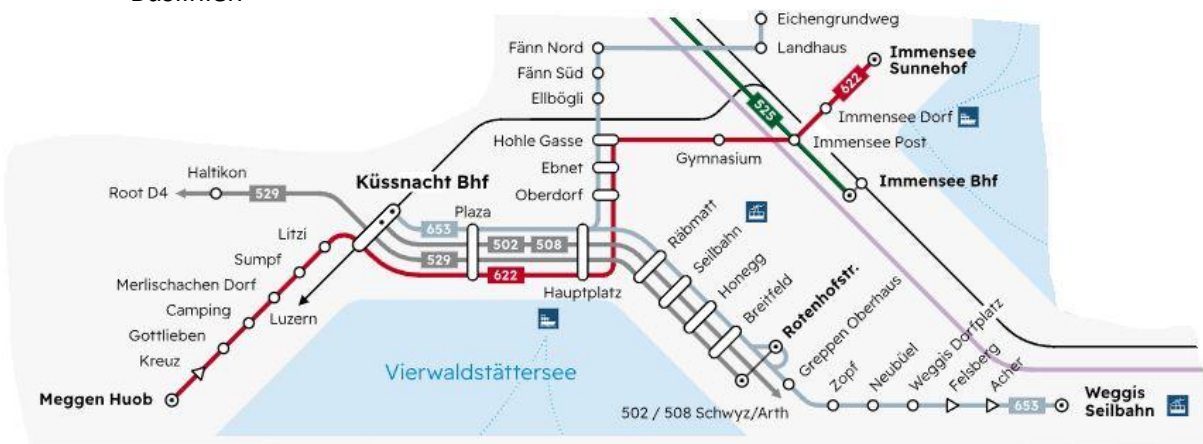 Eichengrundweg
Landhaus
Fänn Nord
Fänn Süd
Ellbögli
Immensee
Sunnehof
622
525
Immensee Dorf
Hohle Gasse
Gymnasium
Immensee Post
Ebnet
Oberdorf
Immensee Bhf
Haltikon
Root D4
529
Küssnacht Bhf
Plaza
653
502
508
529
622
Hauptplatz
Litzi
Sumpf
Merlischachen Dorf
Camping
Gottlieben
Kreuz
Meggen Huob
Luzern
Räbmatt
Seilbahn
Honegg
Breitfeld
Rotenhofstr.
Greppen Oberhaus
Zopf
Neubüel
Weggis Dorfplatz
Felsberg
Acher
653
Weggis
Seilbahn
Vierwaldstättersee
502 / 508 Schwyz/Arth